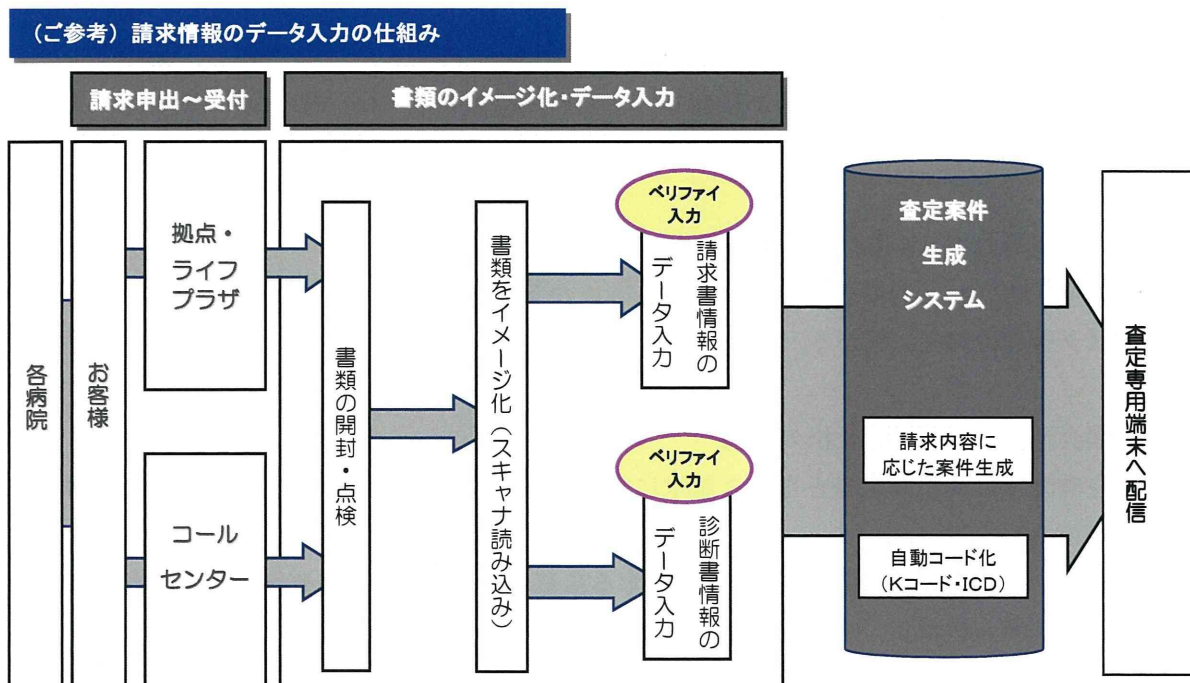 （ご参考）請求情報のデータ入力の仕組み
請求申出～受付
書類のイメージ化・データ入力
各病院
お客様
拠点・
ライフ
プラザ
コール
センター
書類の開封・点検
書類をイメージ化（スキャナ読み込み）
ベリファイ
入力
請求書情報の
データ入力
ベリファイ
入力
診断書情報の
データ入力
査定案件
生成
システム
請求内容に
応じた案件生成
自動コード化
（Kコード・ICD）
査定専用端末へ配信